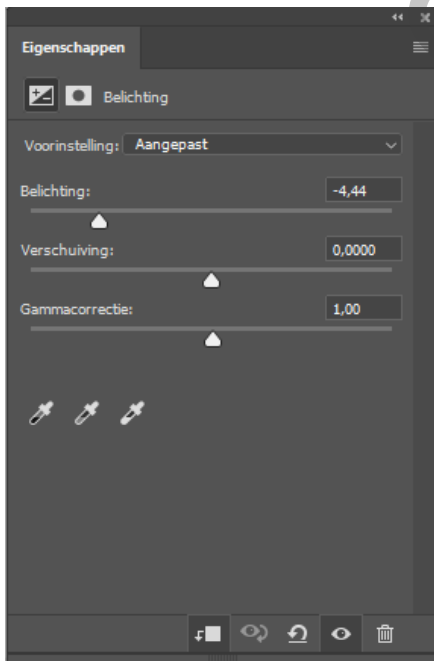 Eigenschappen
Belichting
Voorinstelling: Aangepast
Belichting: -4,44
Verschuiving: 0,0000
Gammacorrectie: 1,00